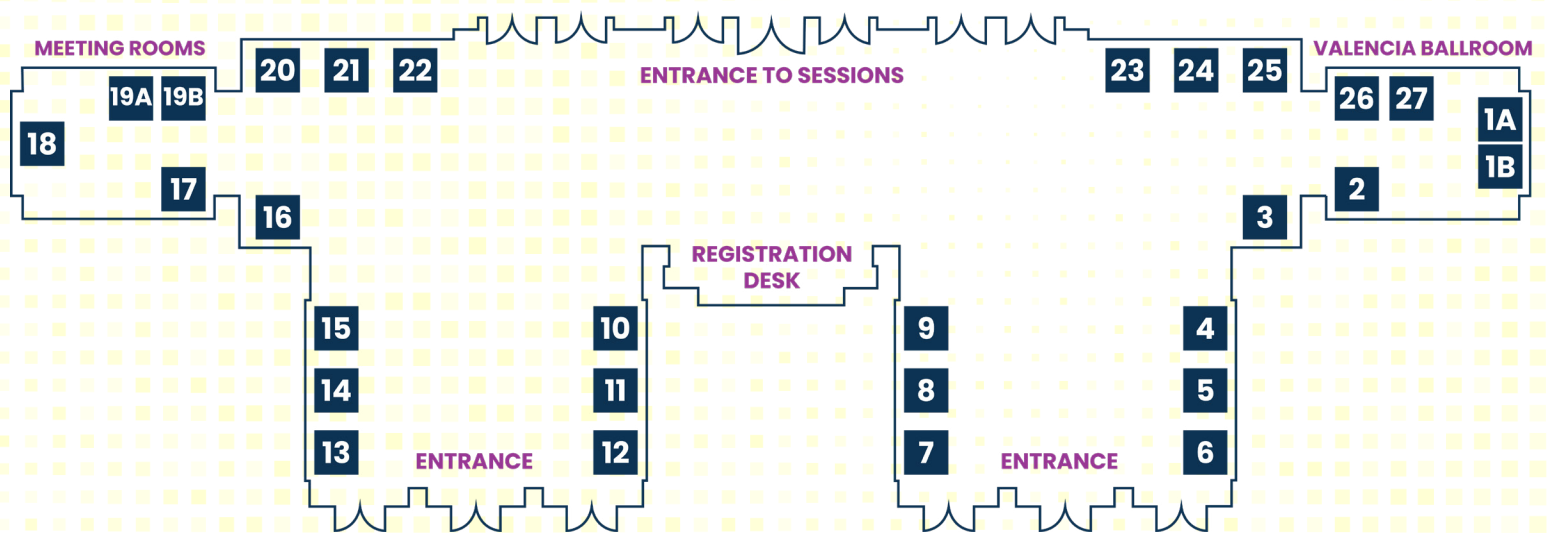 MEETING ROOMS
VALENCIA BALLROOM
20 21 22
ENTRANCE TO SESSIONS
23 24 25
19A 19B
26 27
1A
18
1B
17
2
16
3
REGISTRATION
DESK
15 10 9 4
14 11 8 5
13 12 7 6
ENTRANCE
ENTRANCE